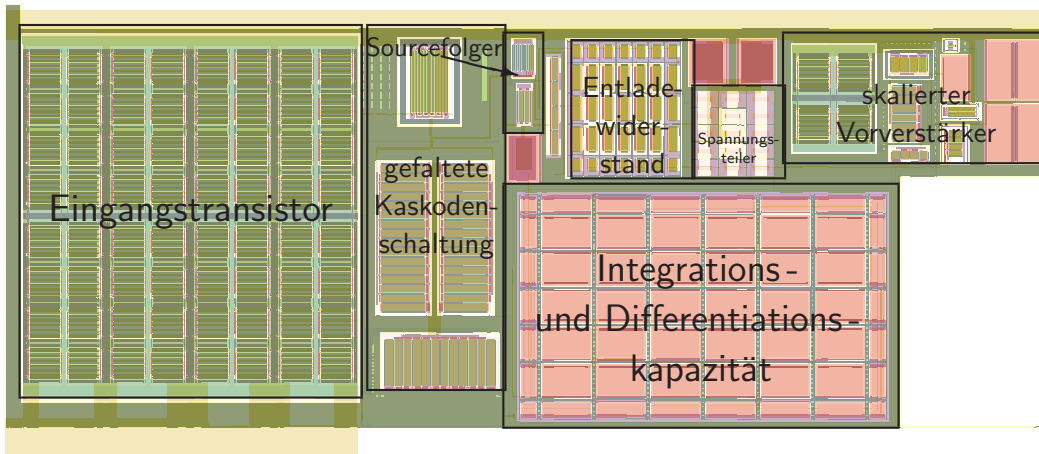 Eingangstransistor
Sourcefolger
gefaltete
Kaskoden-
schaltung
Entlade-
wider-
stand
Spannungs-
teiler
skalierter
Vorverstärker
Integrations-
und Differentiations-
kapazität